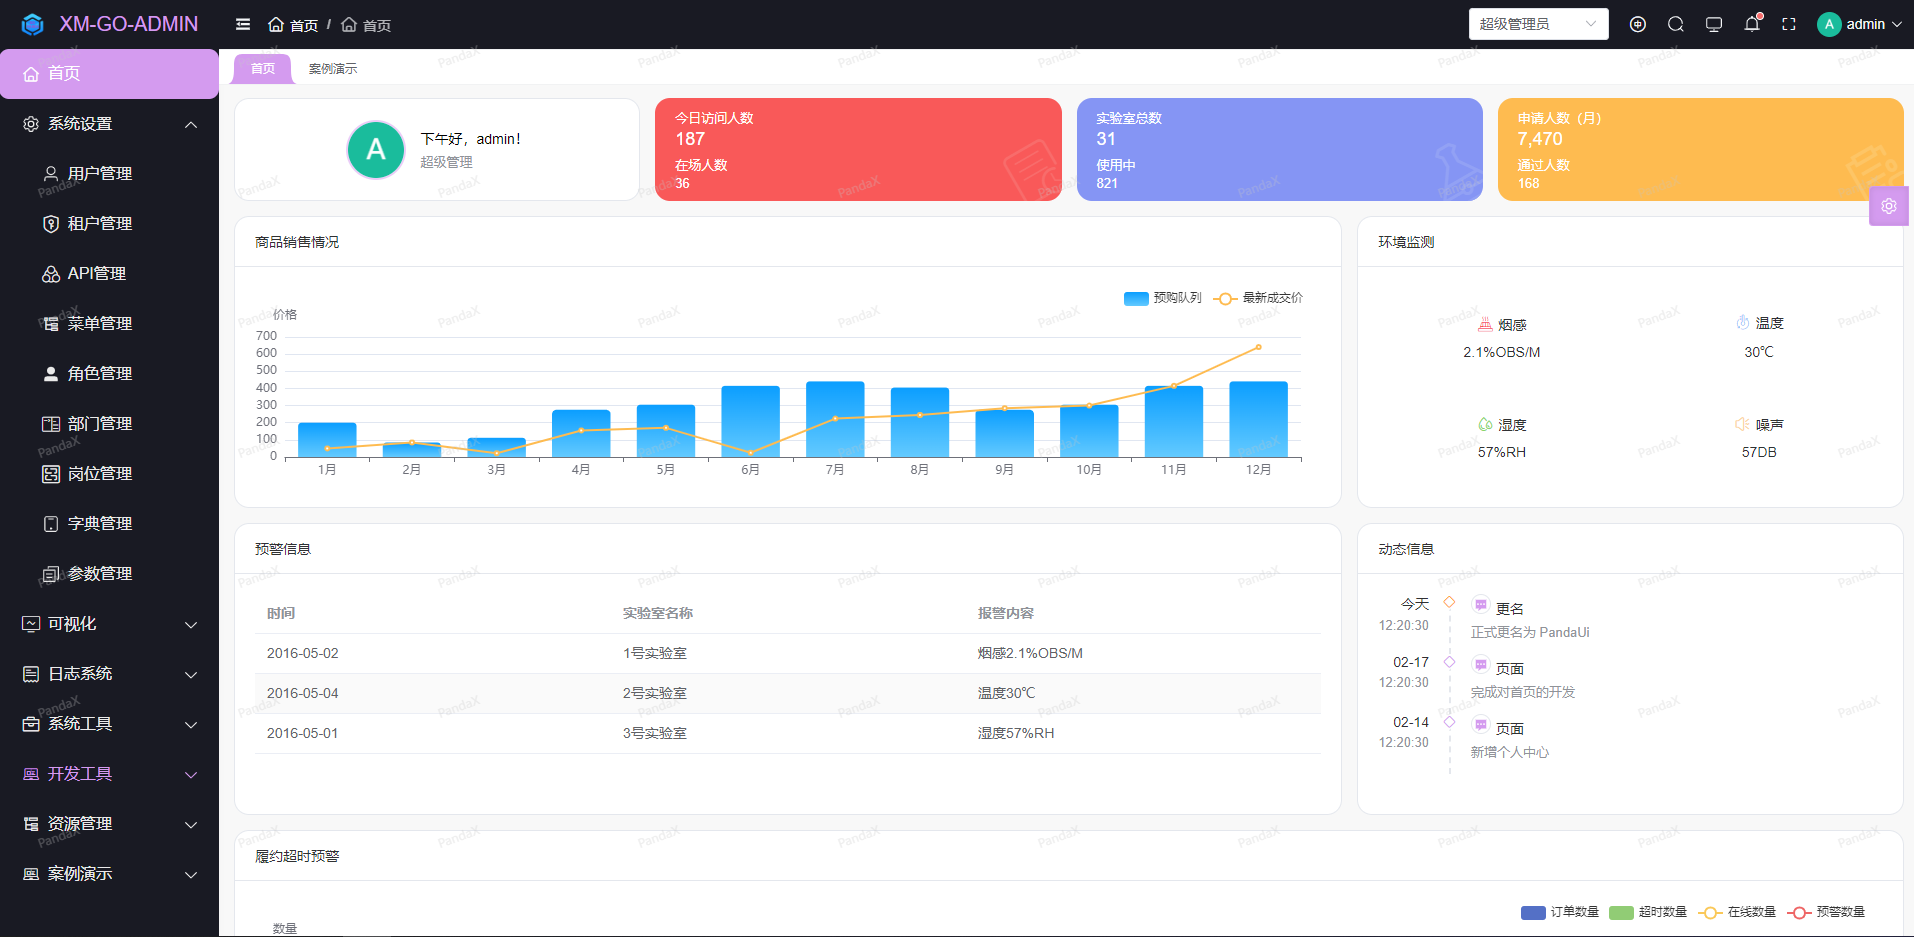 XM-GO-ADMIN
首页 / 首页
超级管理员
A admin
首页
系统设置
用户管理
租户管理
API管理
菜单管理
角色管理
部门管理
岗位管理
字典管理
参数管理
可视化
日志系统
系统工具
开发工具
资源管理
案例演示
首页 案例演示
A
下午好，admin！
超级管理
今日访问人数
187
在场人数
36
实验室总数
31
使用中
821
申请人数（月）
7,470
通过人数
168
商品销售情况
预购队列 最新成交价
价格
700
600
500
400
300
200
100
0
1月 2月 3月 4月 5月 6月 7月 8月 9月 10月 11月 12月
环境监测
烟感
2.1%OBS/M
温度
30℃
湿度
57%RH
噪声
57DB
预警信息
时间 实验室名称 报警内容
2016-05-02 1号实验室 烟感2.1%OBS/M
2016-05-04 2号实验室 温度30℃
2016-05-01 3号实验室 湿度57%RH
动态信息
今天 更名
12:20:30 正式更名为 PandaUi
02-17 页面
12:20:30 完成对首页的开发
02-14 页面
12:20:30 新增个人中心
履约超时预警
订单数量 超时数量 在线数量 预警数量
数量
PandaX